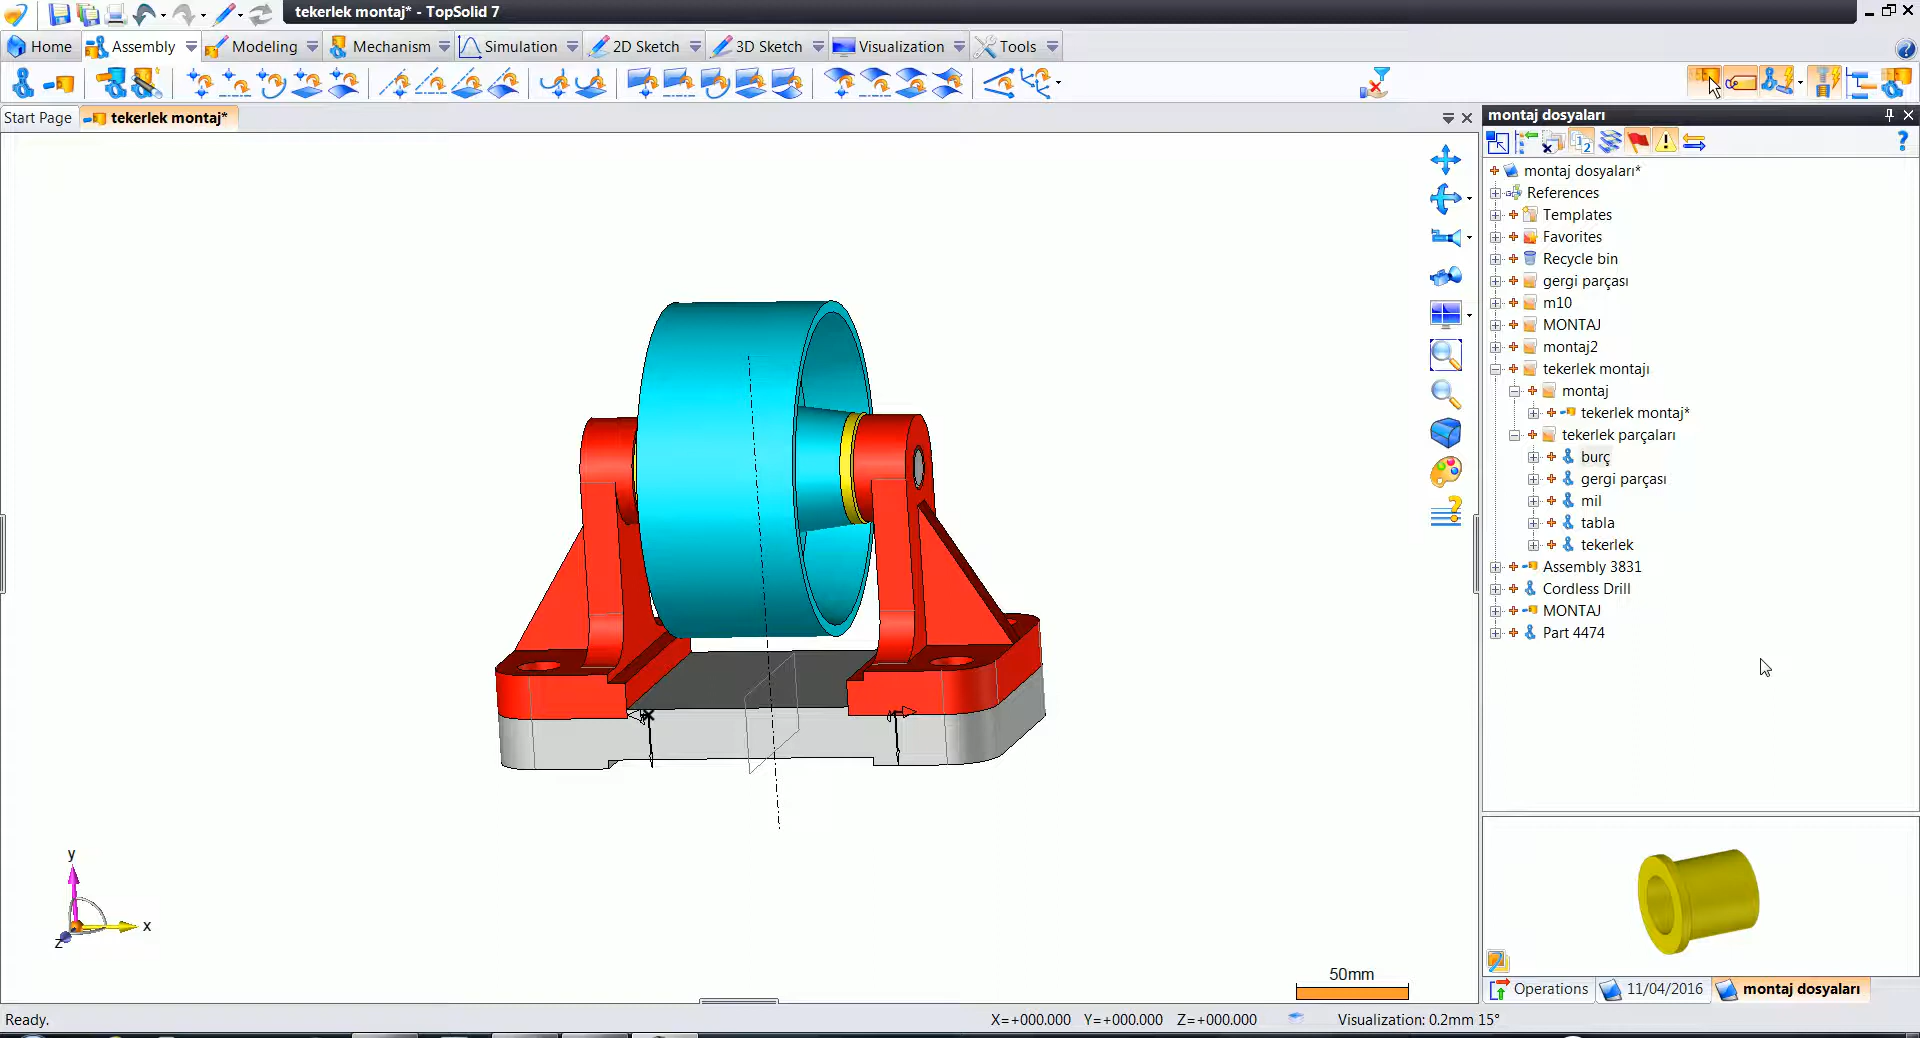 tekerlek montaj* - TopSolid 7
Home Assembly Modeling Mechanism Simulation 2D Sketch 3D Sketch Visualization Tools
Start Page tekerlek montaj*
montaj dosyaları
montaj dosyaları*
References
Templates
Favorites
Recycle bin
gergi parçası
m10
MONTAJ
montaj2
tekerlek montajı
montaj
tekerlek montaj*
tekerlek parçaları
burç
gergi parçası
mil
tabla
tekerlek
Assembly 3831
Cordless Drill
MONTAJ
Part 4474
y
x
z
50mm
Operations 11/04/2016 montaj dosyaları
Ready.
X=+000.000 Y=+000.000 Z=+000.000 Visualization: 0.2mm 15°